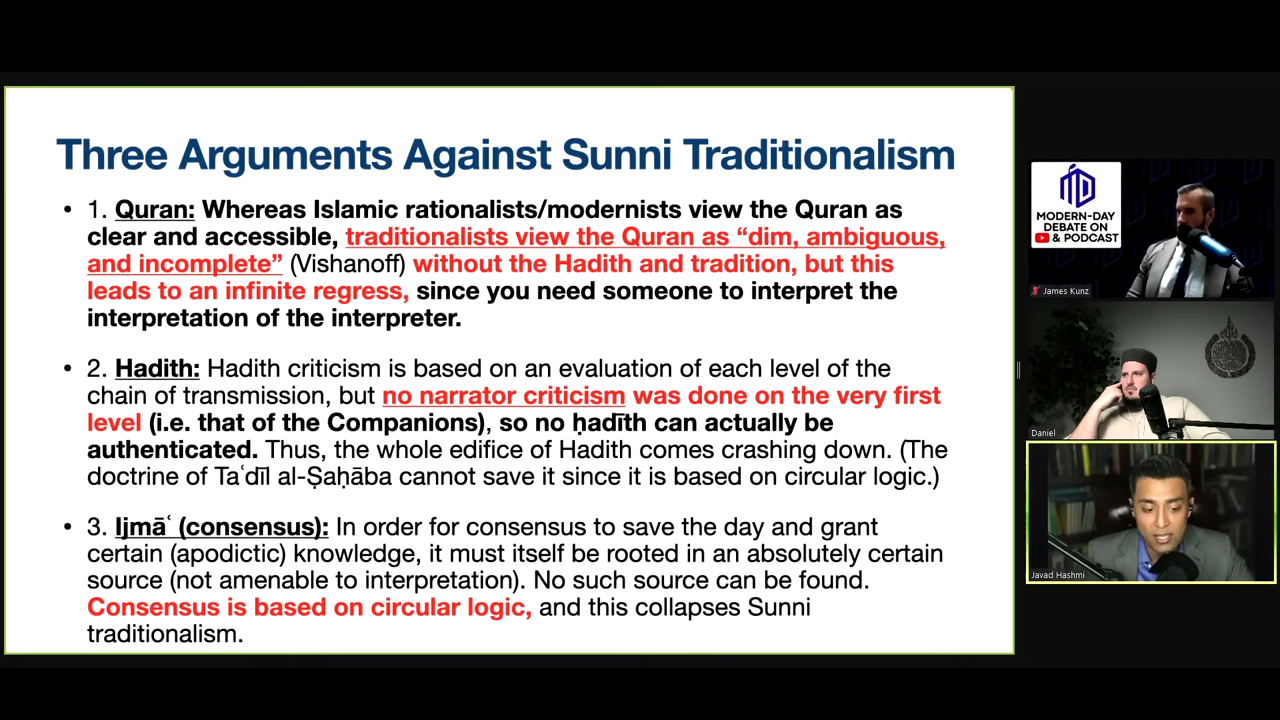 Three Arguments Against Sunni Traditionalism
• 1. Quran: Whereas Islamic rationalists/modernists view the Quran as
clear and accessible, traditionalists view the Quran as “dim, ambiguous,
and incomplete” (Vishanoff) without the Hadith and tradition, but this
leads to an infinite regress, since you need someone to interpret the
interpretation of the interpreter.
• 2. Hadith: Hadith criticism is based on an evaluation of each level of the
chain of transmission, but no narrator criticism was done on the very first
level (i.e. that of the Companions), so no ḥadīth can actually be
authenticated. Thus, the whole edifice of Hadith comes crashing down. (The
doctrine of Taʿdīl al-Ṣaḥāba cannot save it since it is based on circular logic.)
• 3. Ijmāʿ (consensus): In order for consensus to save the day and grant
certain (apodictic) knowledge, it must itself be rooted in an absolutely certain
source (not amenable to interpretation). No such source can be found.
Consensus is based on circular logic, and this collapses Sunni
traditionalism.
MODERN-DAY
DEBATE ON
& PODCAST
James Kunz
Daniel
Javad Hashmi